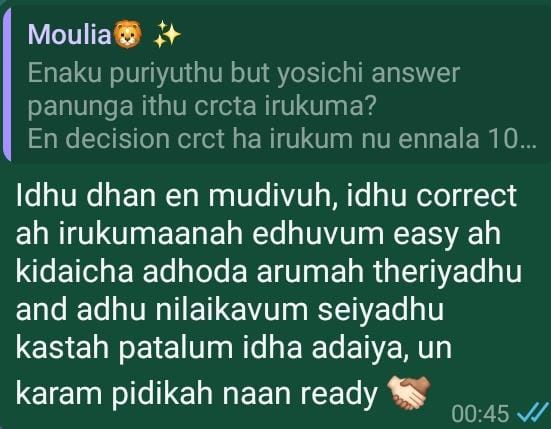 Moulia🦁 ✨
Enaku puriyuthu but yosichi answer
panunga ithu crcta irukuma?
En decision crct ha irukum nu ennala 10...
Idhu dhan en mudivuh, idhu correct
ah irukumaanah edhuvum easy ah
kidaicha adhoda arumah theriyadhu
and adhu nilaikavum seiyadhu
kastah patalum idha adaiya, un
karam pidikah naan ready 🤝🏻
00:45